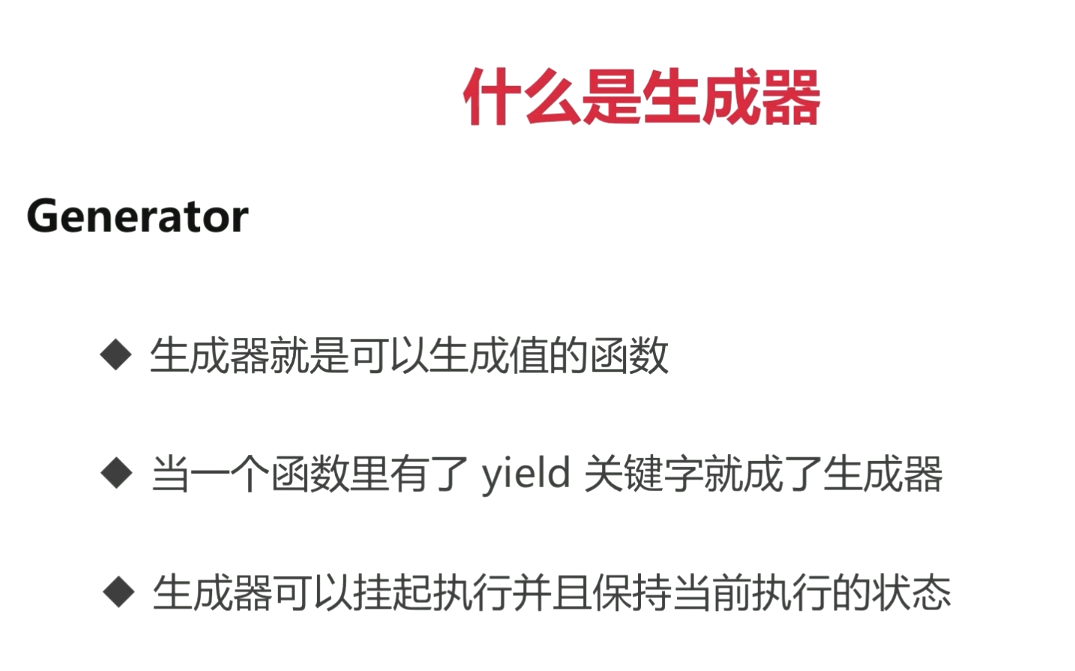 什么是生成器
Generator
◆ 生成器就是可以生成值的函数
◆ 当一个函数里有了 yield 关键字就成了生成器
◆ 生成器可以挂起执行并且保持当前执行的状态